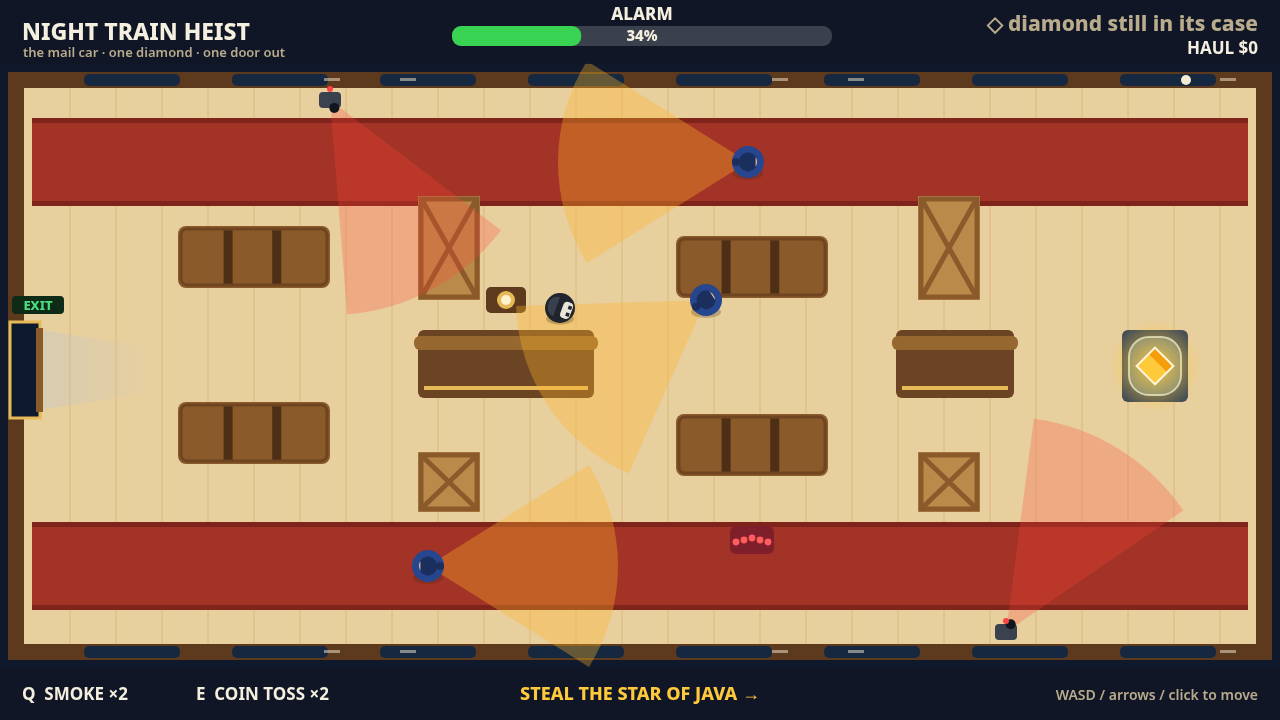 NIGHT TRAIN HEIST
the mail car · one diamond · one door out
ALARM
34%
◇ diamond still in its case
HAUL $0
EXIT
Q SMOKE ×2
E COIN TOSS ×2
STEAL THE STAR OF JAVA →
WASD / arrows / click to move